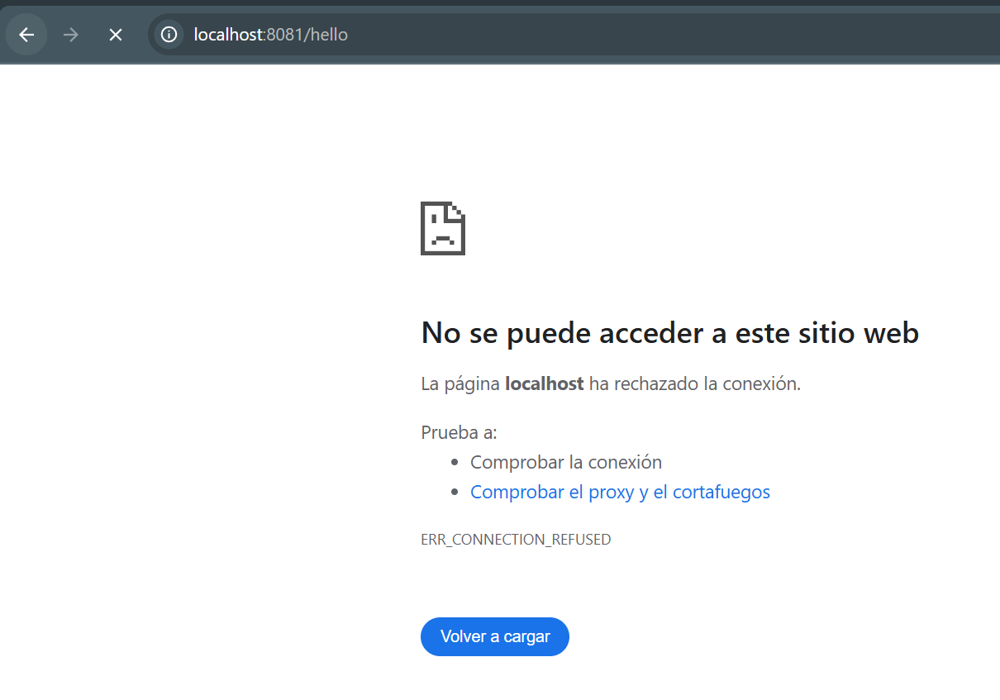 localhost:8081/hello
No se puede acceder a este sitio web
La página localhost ha rechazado la conexión.
Prueba a:
Comprobar la conexión
Comprobar el proxy y el cortafuegos
ERR_CONNECTION_REFUSED
Volver a cargar